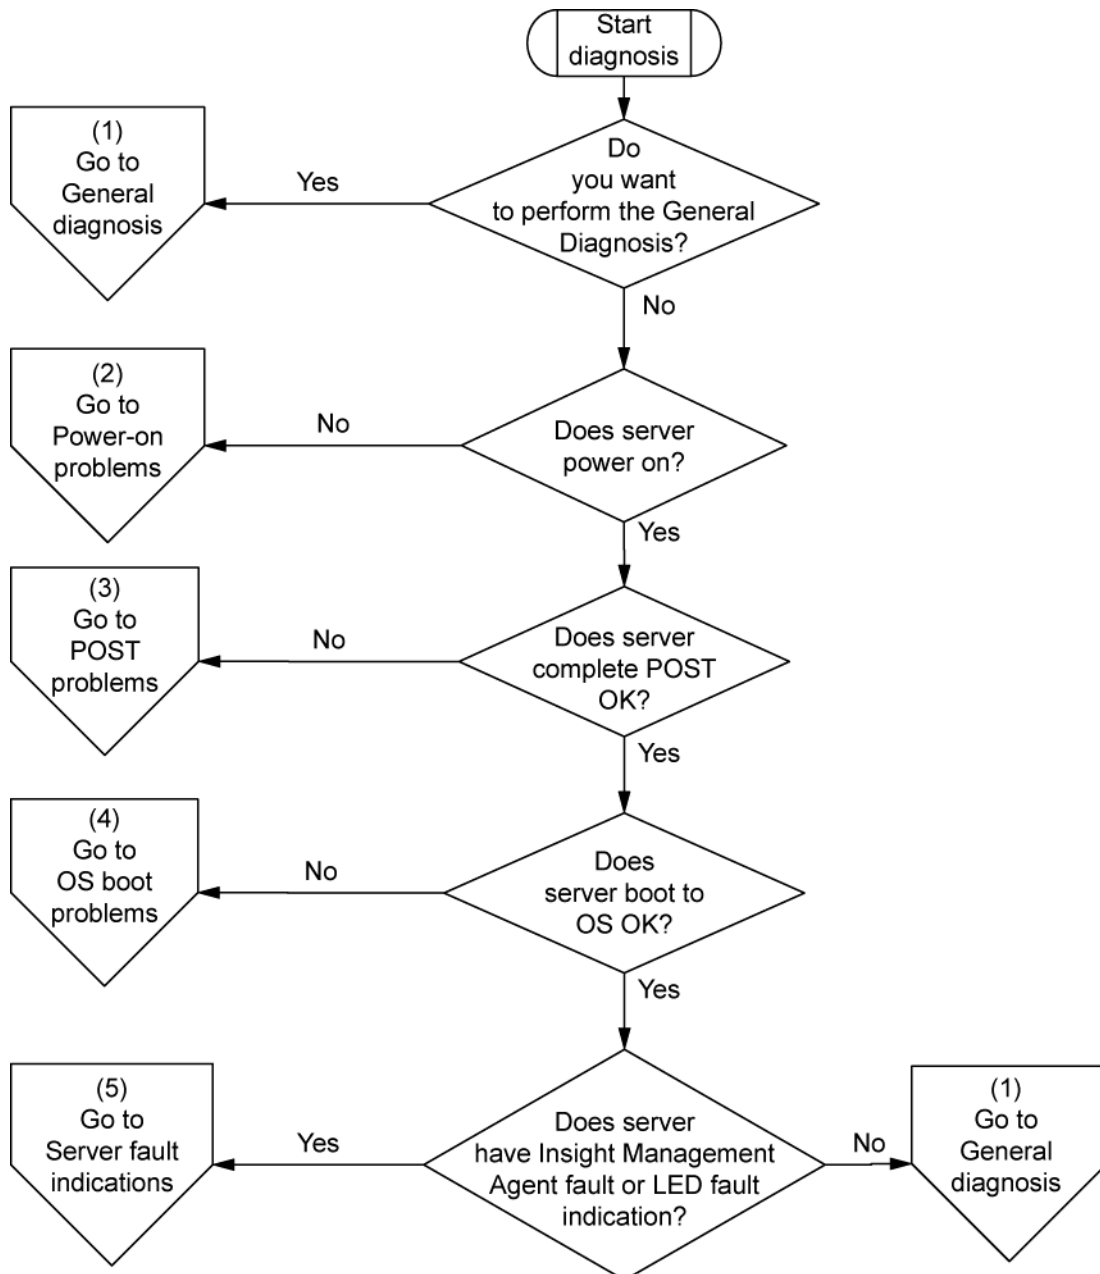 Start
diagnosis
Do
you want
to perform the General
Diagnosis?
Yes
(1)
Go to
General
diagnosis
No
Does server
power on?
No
(2)
Go to
Power-on
problems
Yes
Does server
complete POST
OK?
No
(3)
Go to
POST
problems
Yes
Does
server boot to
OS OK?
No
(4)
Go to
OS boot
problems
Yes
Does server
have Insight Management
Agent fault or LED fault
indication?
Yes
(5)
Go to
Server fault
indications
No
(1)
Go to
General
diagnosis